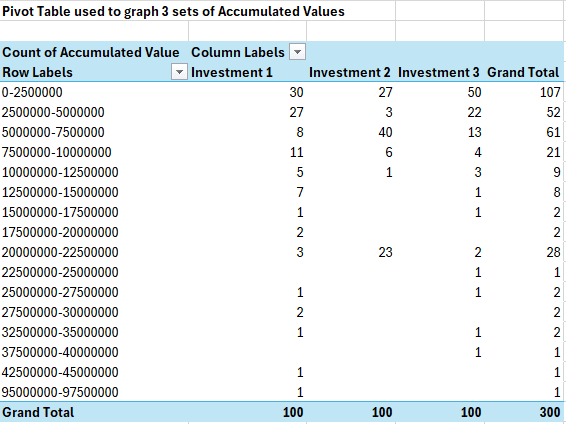 Pivot Table used to graph 3 sets of Accumulated Values
Count of Accumulated Value Column Labels
Row Labels Investment 1 Investment 2 Investment 3 Grand Total
0-2500000 30 27 50 107
2500000-5000000 27 3 22 52
5000000-7500000 8 40 13 61
7500000-10000000 11 6 4 21
10000000-12500000 5 1 3 9
12500000-15000000 7 1 8
15000000-17500000 1 1 2
17500000-20000000 2 2
20000000-22500000 3 23 2 28
22500000-25000000 1 1
25000000-27500000 1 1 2
27500000-30000000 2 2
32500000-35000000 1 1 2
37500000-40000000 1 1
42500000-45000000 1 1
95000000-97500000 1 1
Grand Total 100 100 100 300